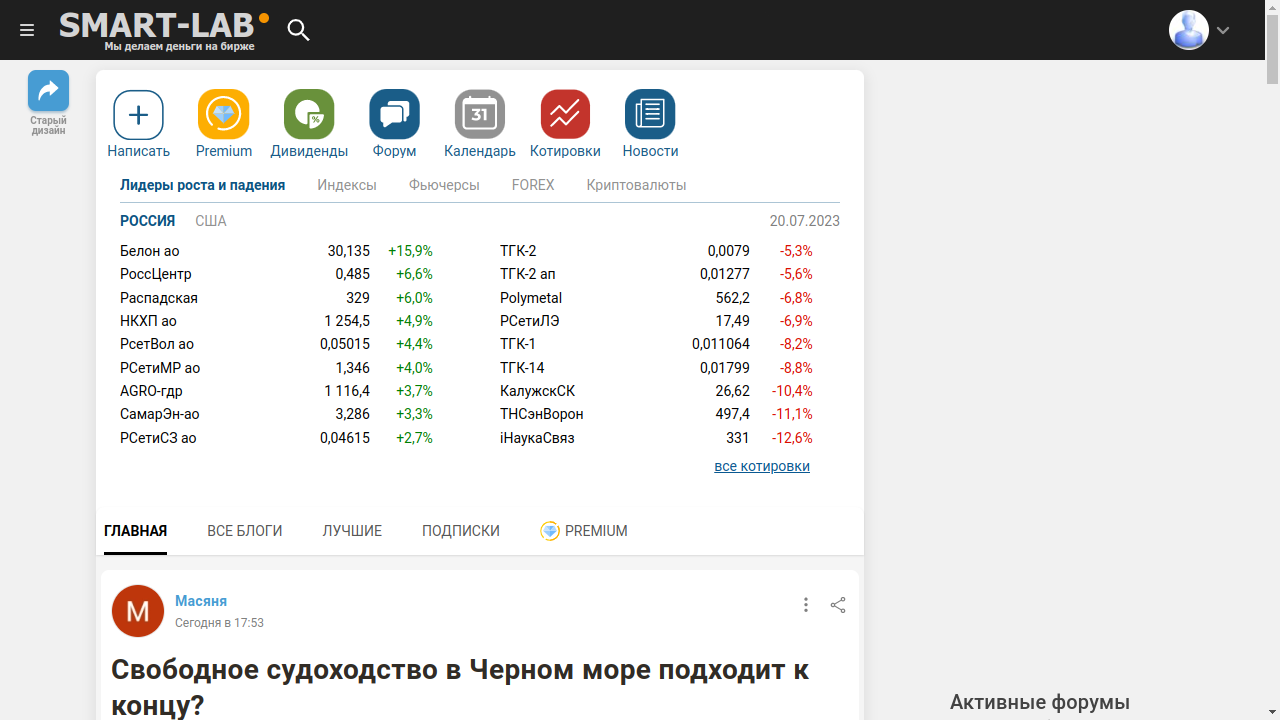 SMART-LAB
Мы делаем деньги на бирже
Старый
дизайн
Написать
Premium
%
Дивиденды
Форум
31
Календарь
Котировки
Новости
Лидеры роста и падения Индексы Фьючерсы FOREX Криптовалюты
РОССИЯ США 20.07.2023
Белон ао 30,135 +15,9% ТГК-2 0,0079 -5,3%
РоссЦентр 0,485 +6,6% ТГК-2 ап 0,01277 -5,6%
Распадская 329 +6,0% Polymetal 562,2 -6,8%
НКХП ао 1 254,5 +4,9% РСетиЛЭ 17,49 -6,9%
РсетВол ао 0,05015 +4,4% ТГК-1 0,011064 -8,2%
РСетиМР ао 1,346 +4,0% ТГК-14 0,01799 -8,8%
AGRO-гдр 1 116,4 +3,7% КалужскСК 26,62 -10,4%
СамарЭн-ао 3,286 +3,3% ТНСэнВорон 497,4 -11,1%
РСетиСЗ ао 0,04615 +2,7% iНаукаСвяз 331 -12,6%
все котировки
ГЛАВНАЯ ВСЕ БЛОГИ ЛУЧШИЕ ПОДПИСКИ PREMIUM
М
Масяня
Сегодня в 17:53
Свободное судоходство в Черном море подходит к
концу?
Активные форумы